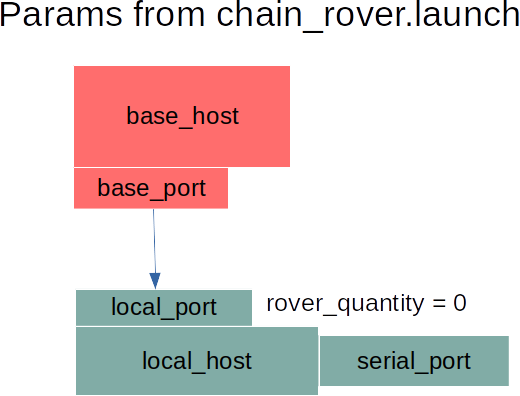 Params from chain_rover.launch
base_host
base_port
local_port
rover_quantity = 0
local_host
serial_port